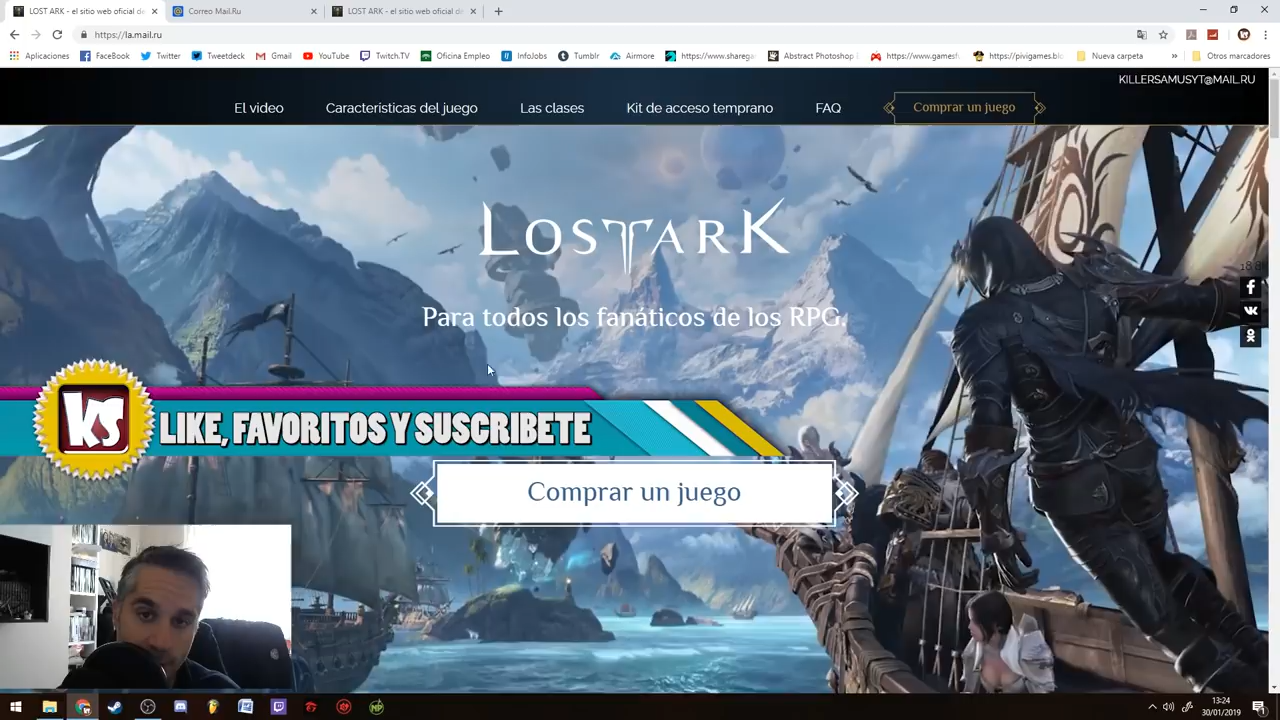 LOST ARK - el sitio web oficial de
Correo Mail.Ru
LOST ARK - el sitio web oficial de
https://la.mail.ru
Aplicaciones
FaceBook
Twitter
Tweetdeck
Gmail
YouTube
Twitch.TV
Oficina Empleo
InfoJobs
Tumblr
Airmore
https://www.sharega
Abstract Photoshop
https://www.gamesf
https://pivigames.bl
Nueva carpeta
»
Otros marcadores
KILLERSAMUSYT@MAIL.RU
El video
Caracteristicas del juego
Las clases
Kit de acceso temprano
FAQ
Comprar un juego
LOST ARK
Para todos los fanáticos de los RPG.
KS
LIKE, FAVORITOS Y SUSCRIBETE
Comprar un juego
13:24
30/01/2019